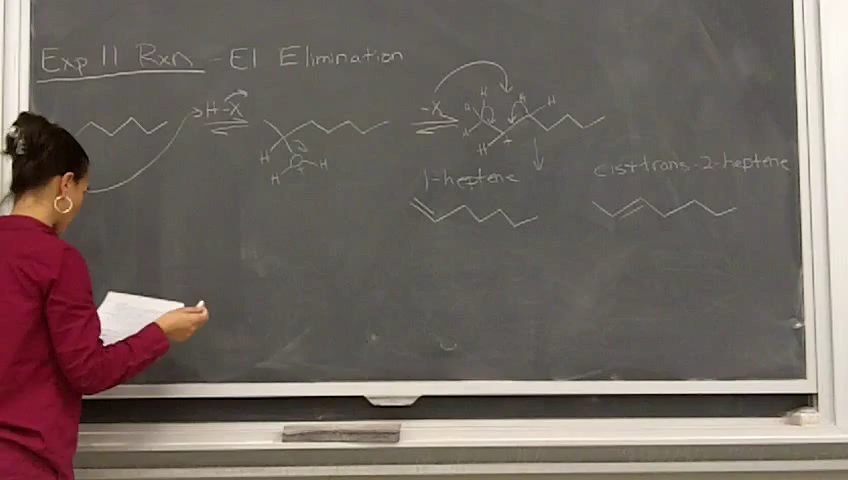 Exp 11 Rxn - E1 Elimination
H-X
-X
H
H
H
H
H
H
O
H
H
+
+
1-heptene
cis+trans-2-heptene